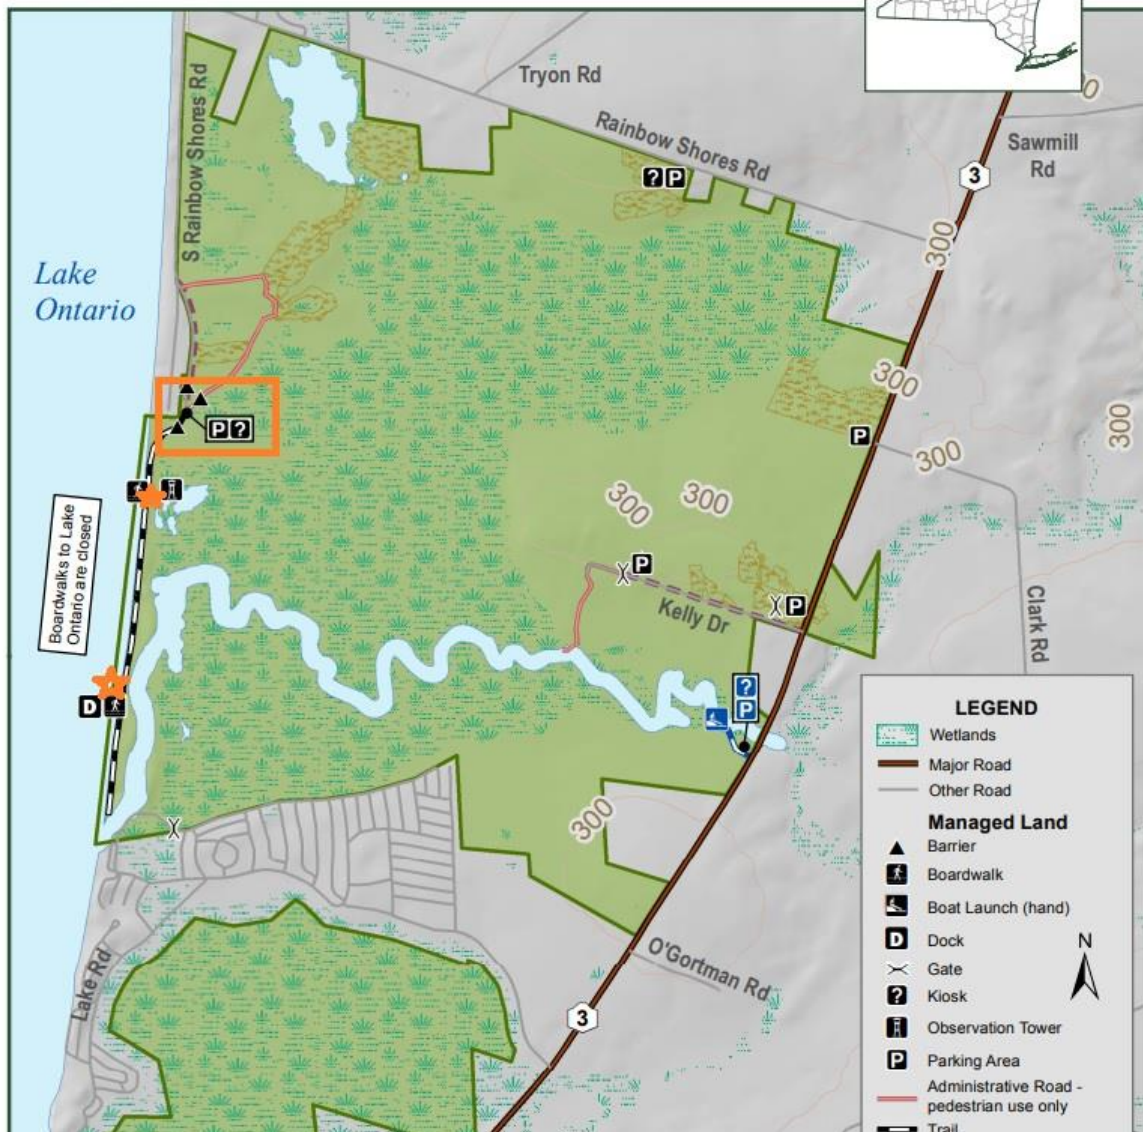 Tryon Rd
Rainbow Shores Rd
S Rainbow Shores Rd
Sawmill
Rd
3
? P
300
Lake
Ontario
300
P ?
300
P
300
300
300
Boardwalks to Lake
Ontario are closed
P
P
Kelly Dr
Clark Rd
?
P
D
300
LEGEND
Wetlands
Major Road
Other Road
Managed Land
Barrier
Boardwalk
Boat Launch (hand)
D Dock
N
Gate
? Kiosk
Observation Tower
P Parking Area
Administrative Road -
pedestrian use only
Trail
O'Gortman Rd
Lake Rd
3